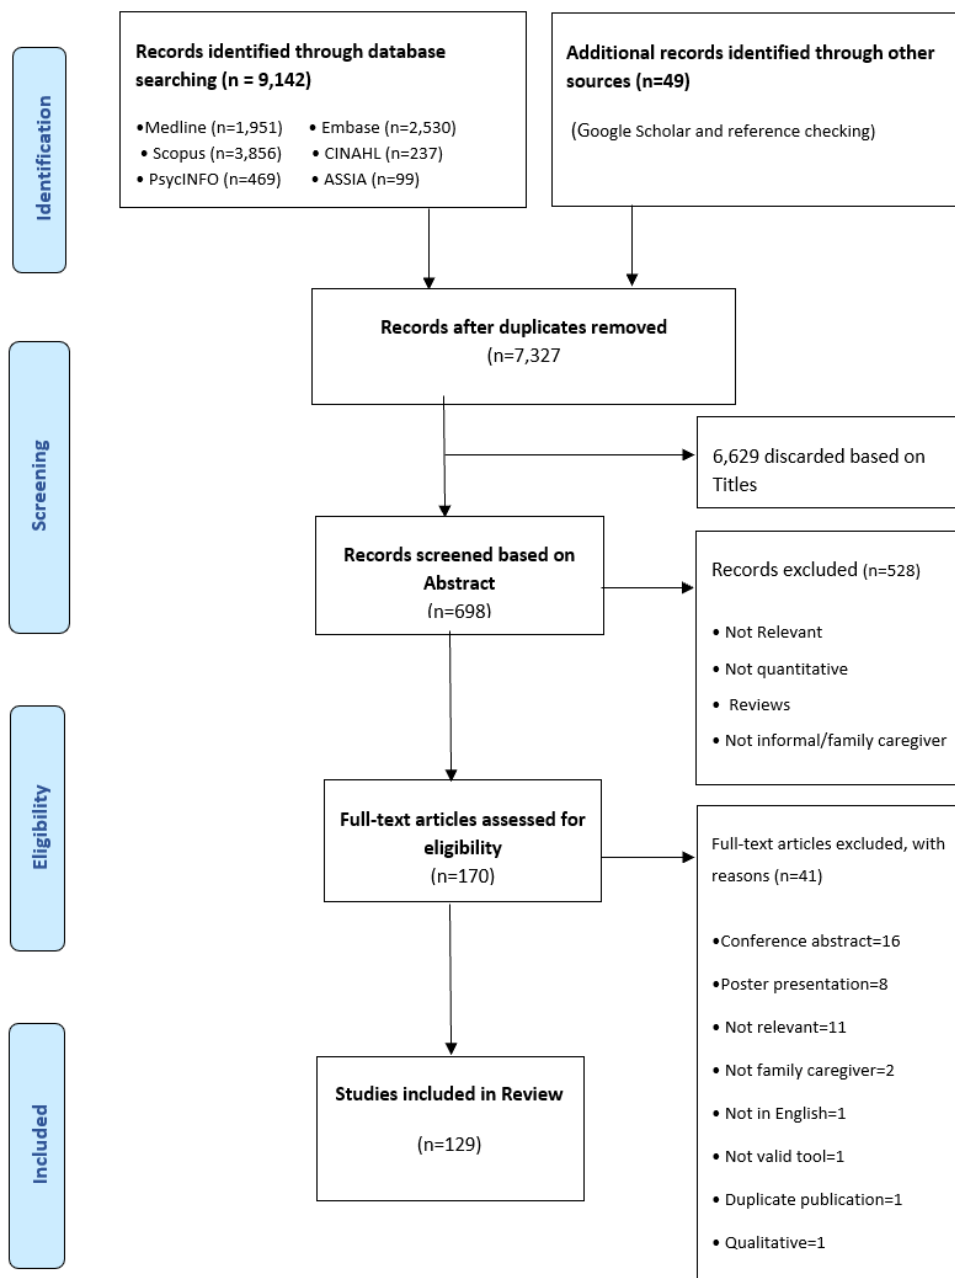 Identification
Records identified through database
searching (n = 9,142)
•Medline (n=1,951) • Embase (n=2,530)
• Scopus (n=3,856) • CINAHL (n=237)
• PsycINFO (n=469) • ASSIA (n=99)
Additional records identified through other
sources (n=49)
(Google Scholar and reference checking)
Screening
Records after duplicates removed
(n=7,327
6,629 discarded based on
Titles
Records screened based on
Abstract
(n=698)
Records excluded (n=528)
• Not Relevant
• Not quantitative
• Reviews
• Not informal/family caregiver
Eligibility
Full-text articles assessed for
eligibility
(n=170)
Full-text articles excluded, with
reasons (n=41)
•Conference abstract=16
•Poster presentation=8
• Not relevant=11
• Not family caregiver=2
• Not in English=1
• Not valid tool=1
• Duplicate publication=1
• Qualitative=1
Included
Studies included in Review
(n=129)